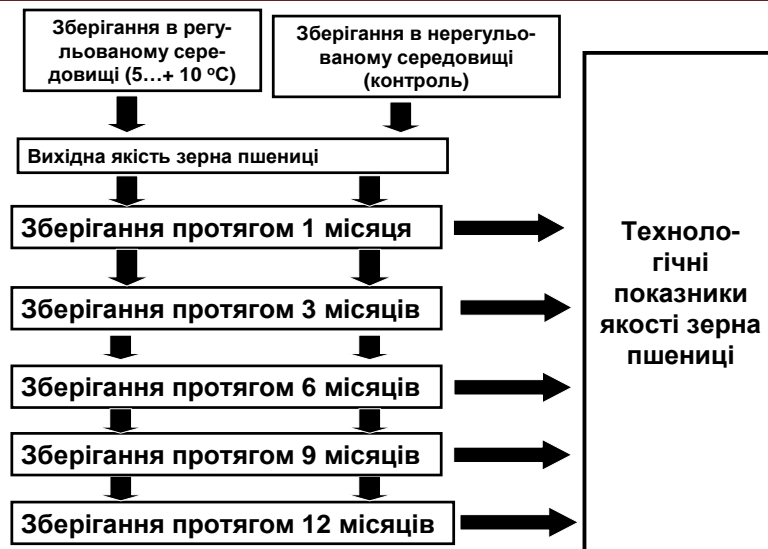 Зберігання в регу-
льованому сере-
довищі (5…+ 10 ºС)
Зберігання в нерегульо-
ваному середовищі
(контроль)
Вихідна якість зерна пшениці
Зберігання протягом 1 місяця
Зберігання протягом 3 місяців
Зберігання протягом 6 місяців
Зберігання протягом 9 місяців
Зберігання протягом 12 місяців
Техноло-
гічні
показники
якості зерна
пшениці